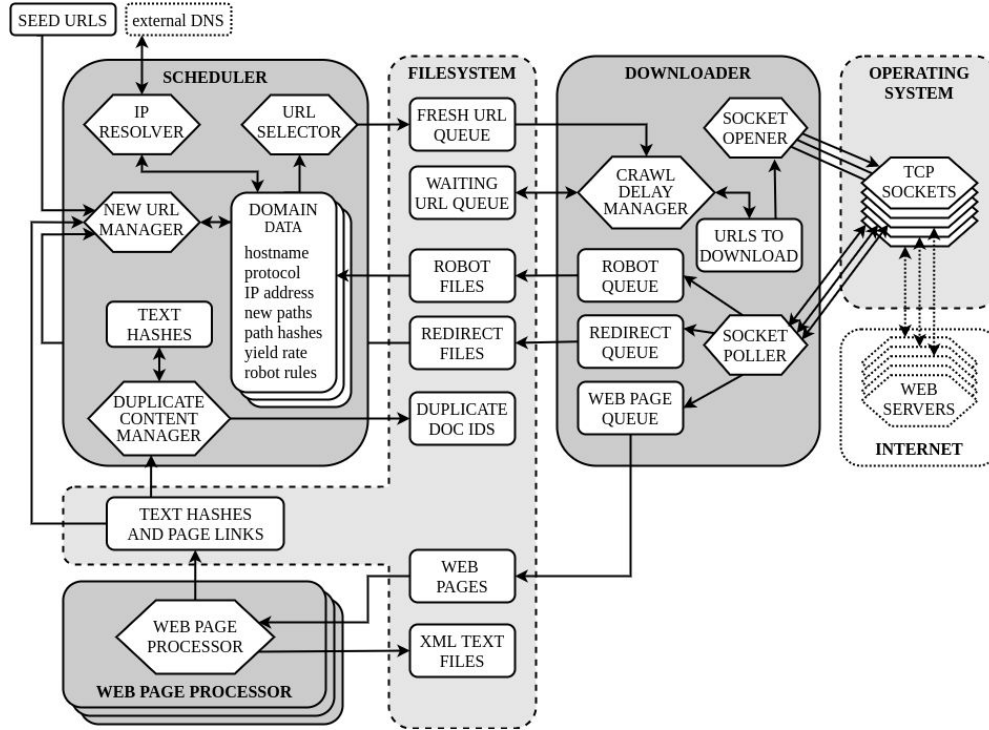 SEED URLS
external DNS
SCHEDULER
IP
RESOLVER
URL
SELECTOR
NEW URL
MANAGER
DOMAIN
DATA
hostname
protocol
IP address
new paths
path hashes
yield rate
robot rules
TEXT
HASHES
DUPLICATE
CONTENT
MANAGER
FILESYSTEM
FRESH URL
QUEUE
WAITING
URL QUEUE
ROBOT
FILES
REDIRECT
FILES
DUPLICATE
DOC IDS
TEXT HASHES
AND PAGE LINKS
WEB
PAGES
XML TEXT
FILES
DOWNLOADER
SOCKET
OPENER
CRAWL
DELAY
MANAGER
URLS TO
DOWNLOAD
ROBOT
QUEUE
REDIRECT
QUEUE
WEB PAGE
QUEUE
SOCKET
POLLER
OPERATING
SYSTEM
TCP
SOCKETS
WEB
SERVERS
INTERNET
WEB PAGE
PROCESSOR
WEB PAGE PROCESSOR